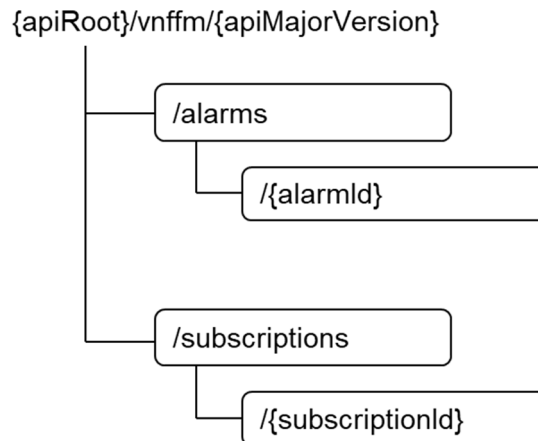 {apiRoot}/vnffm/{apiMajorVersion}
/alarms
/{alarmId}
/subscriptions
/{subscriptionId}